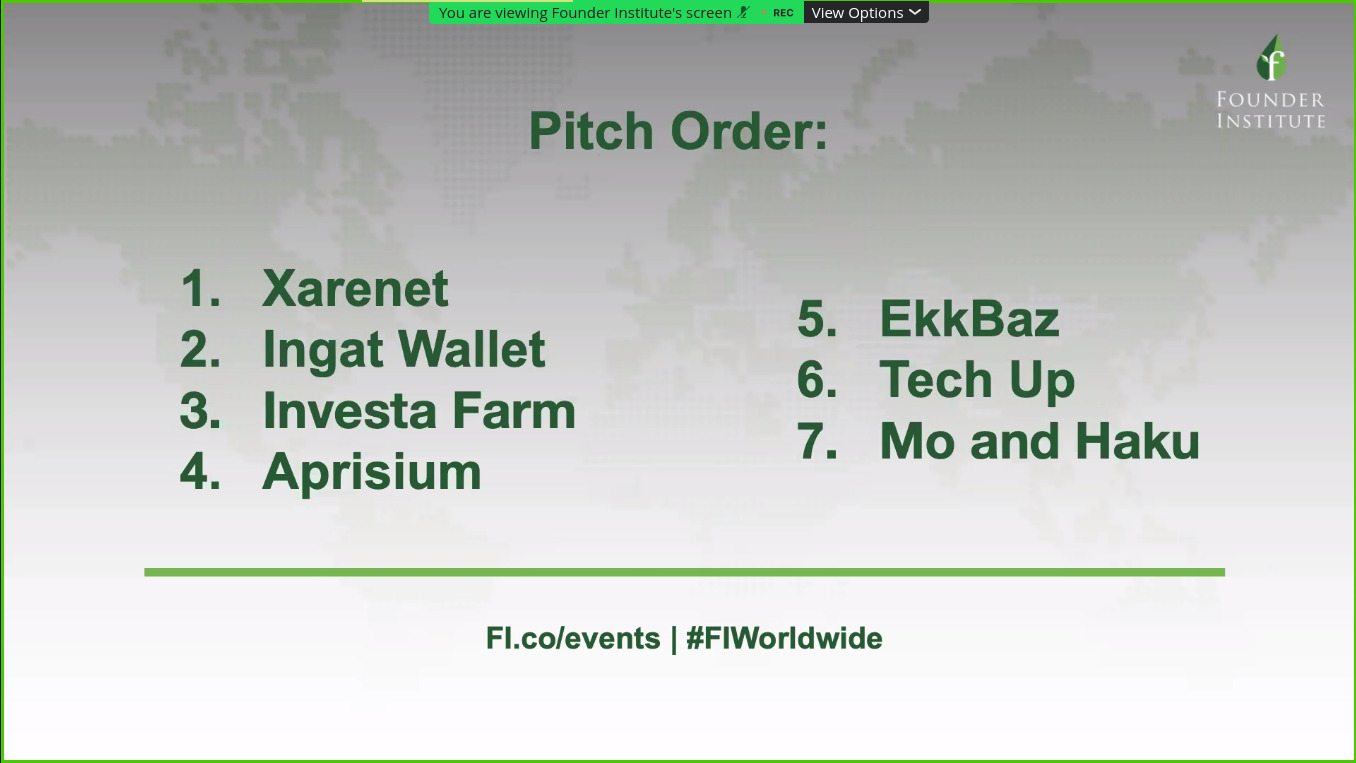 You are viewing Founder Institute's screen REC View Options
FOUNDER
INSTITUTE
Pitch Order:
1. Xarenet
2. Ingat Wallet
3. Investa Farm
4. Aprisium
5. EkkBaz
6. Tech Up
7. Mo and Haku
FI.co/events | #FIWorldwide